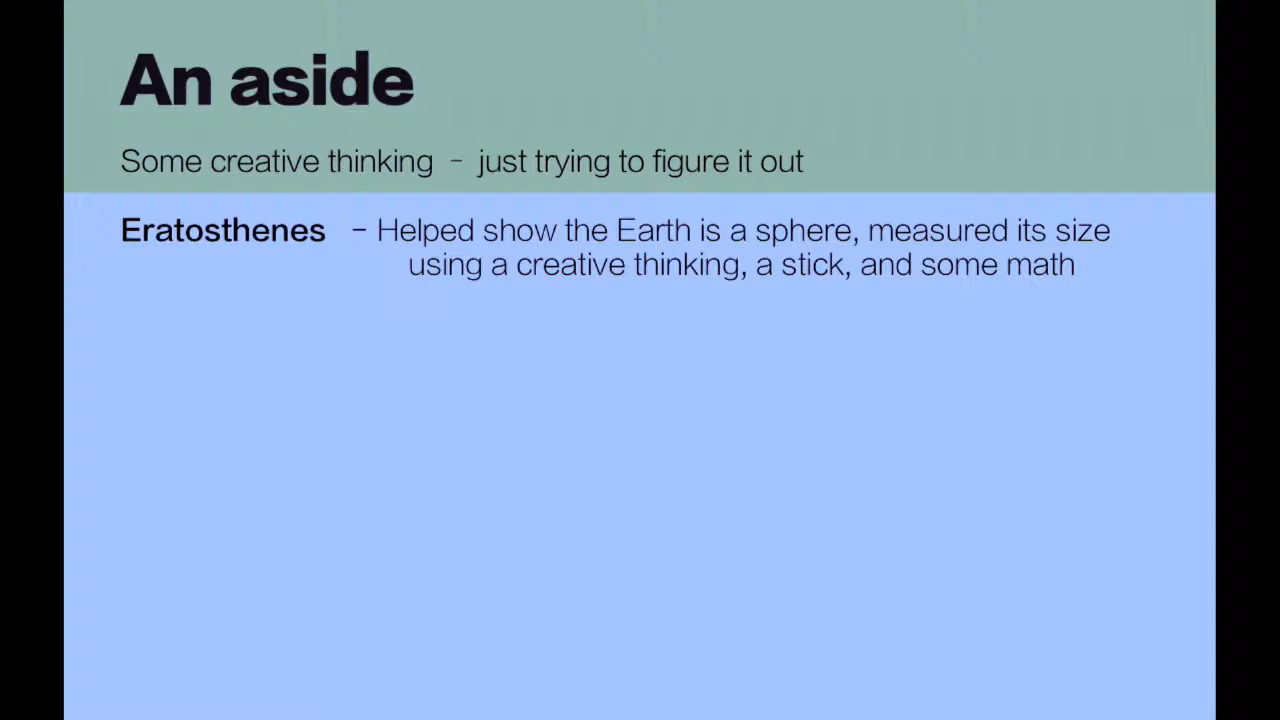 An aside
Some creative thinking - just trying to figure it out
Eratosthenes - Helped show the Earth is a sphere, measured its size
using a creative thinking, a stick, and some math